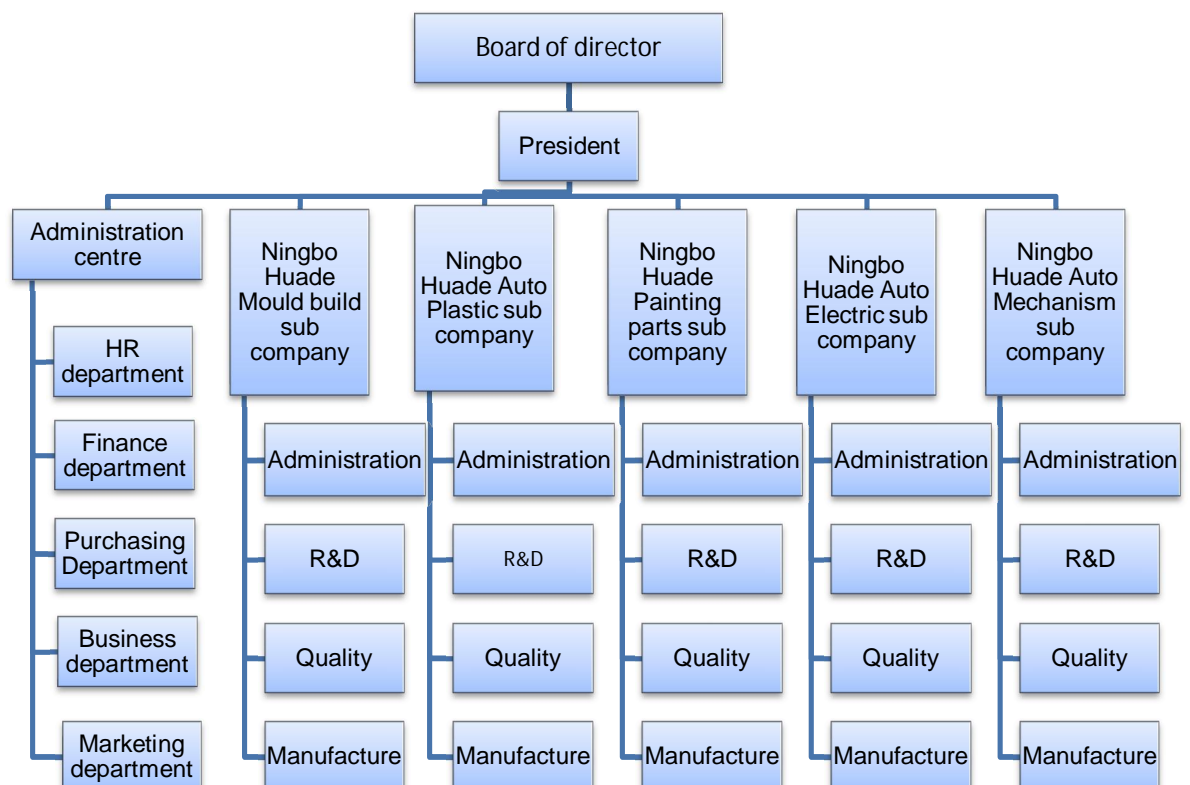 Board of director
President
Administration
centre
HR
department
Finance
department
Purchasing
Department
Business
department
Marketing
department
Ningbo
Huade
Mould build
sub
company
Administration
R&D
Quality
Manufacture
Ningbo
Huade Auto
Plastic sub
company
Administration
R&D
Quality
Manufacture
Ningbo
Huade
Painting
parts sub
company
Administration
R&D
Quality
Manufacture
Ningbo
Huade Auto
Electric sub
company
Administration
R&D
Quality
Manufacture
Ningbo
Huade Auto
Mechanism
sub
company
Administration
R&D
Quality
Manufacture